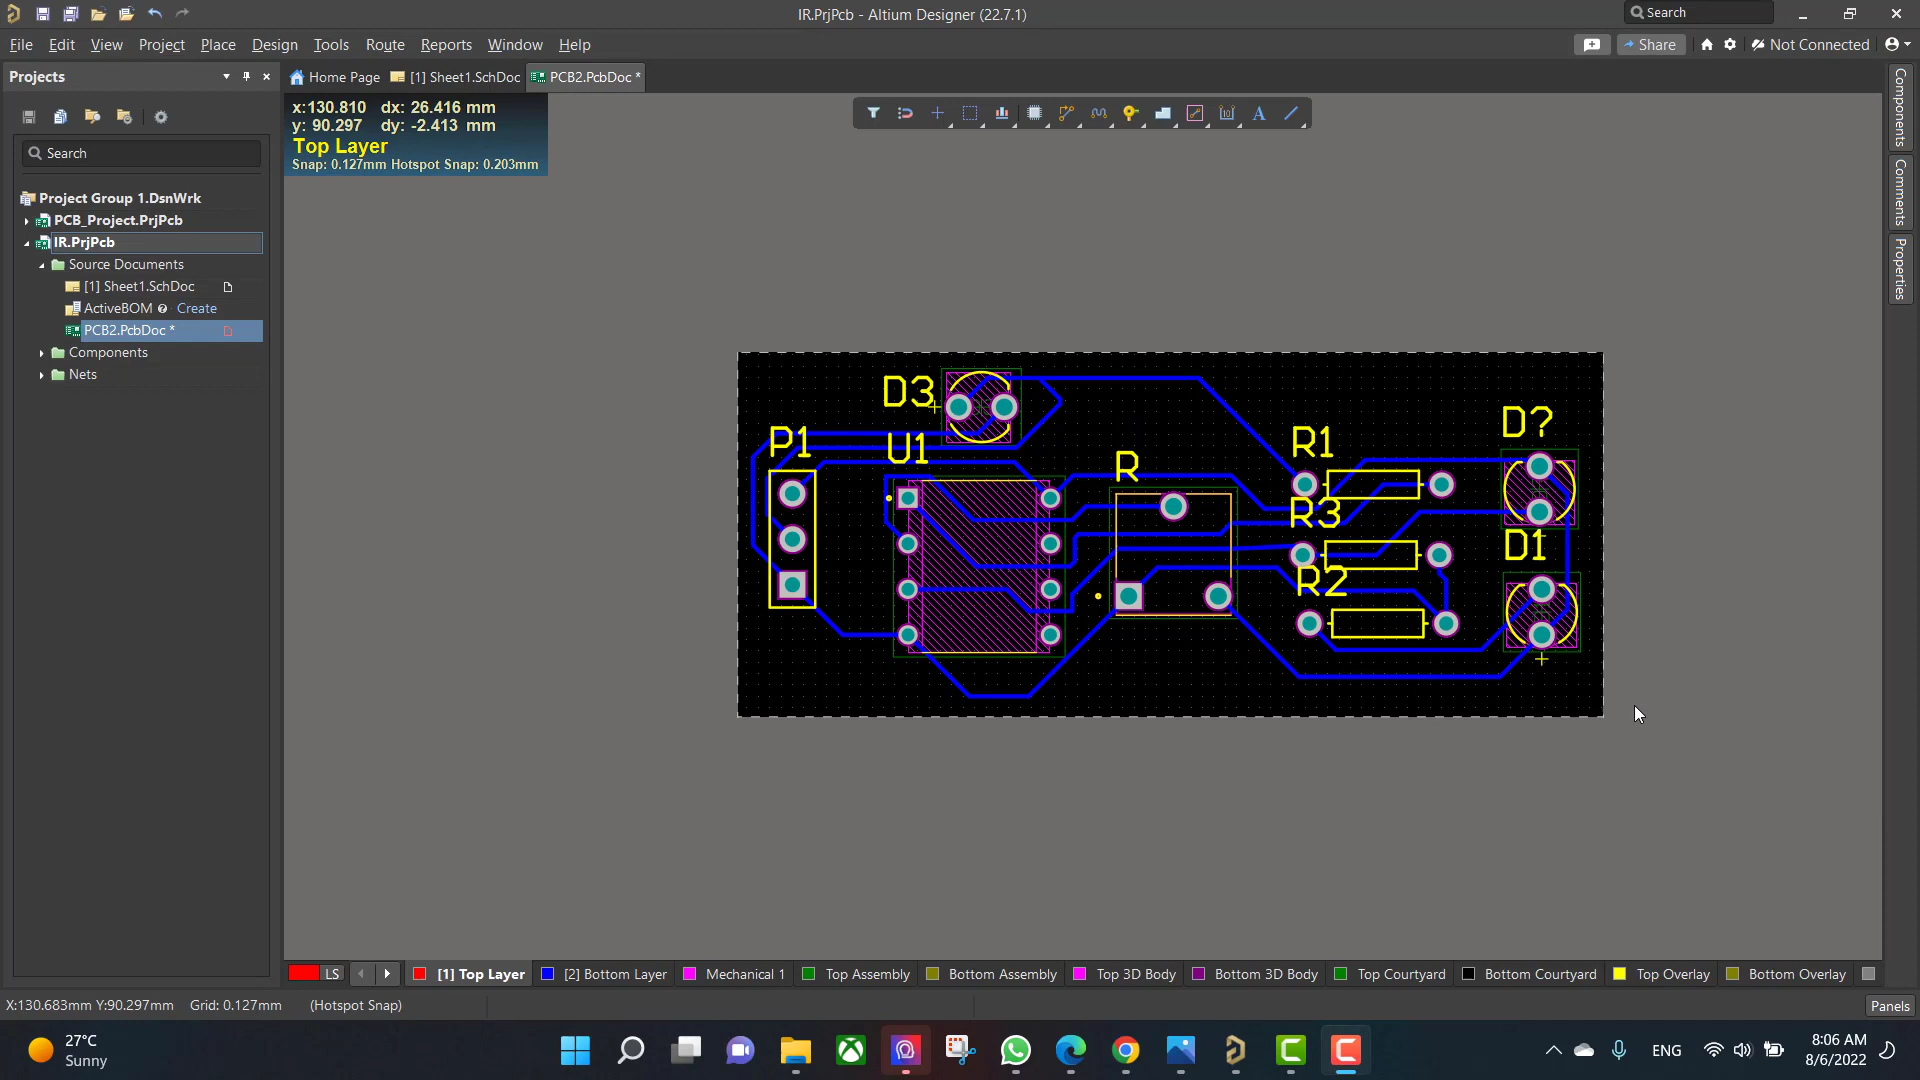 IR.PrjPcb - Altium Designer (22.7.1)
Search
File Edit View Project Place Design Tools Route Reports Window Help
Share
Not Connected
Projects
Home Page
[1] Sheet1.SchDoc
PCB2.PcbDoc *
x:130.810 dx: 26.416 mm
y: 90.297 dy: -2.413 mm
Top Layer
Snap: 0.127mm Hotspot Snap: 0.203mm
Search
Project Group 1.DsnWrk
PCB_Project.PrjPcb
IR.PrjPcb
Source Documents
[1] Sheet1.SchDoc
ActiveBOM Create
PCB2.PcbDoc *
Components
Nets
Components
Comments
Properties
D3
P1
U1
R
R1
R3
R2
D?
D1
LS
[1] Top Layer
[2] Bottom Layer
Mechanical 1
Top Assembly
Bottom Assembly
Top 3D Body
Bottom 3D Body
Top Courtyard
Bottom Courtyard
Top Overlay
Bottom Overlay
X:130.683mm Y:90.297mm Grid: 0.127mm (Hotspot Snap)
Panels
27°C
Sunny
ENG
8:06 AM
8/6/2022